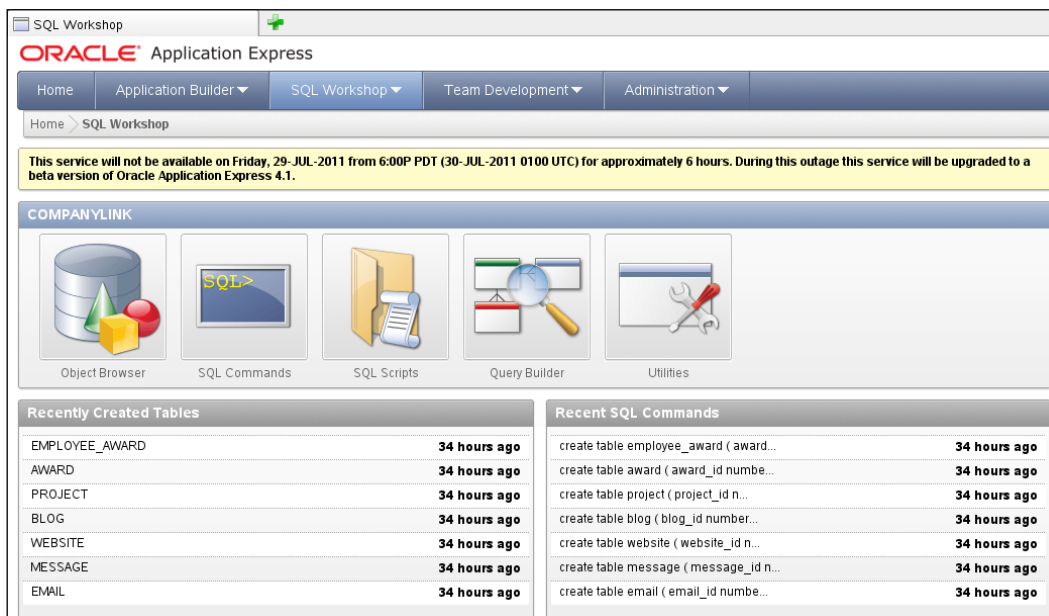 SQL Workshop
ORACLE Application Express
Home Application Builder SQL Workshop Team Development Administration
Home SQL Workshop
This service will not be available on Friday, 29-JUL-2011 from 6:00P PDT (30-JUL-2011 0100 UTC) for approximately 6 hours. During this outage this service will be upgraded to a
beta version of Oracle Application Express 4.1.
COMPANYLINK
SQL>
Object Browser SQL Commands SQL Scripts Query Builder Utilities
Recently Created Tables
EMPLOYEE_AWARD 34 hours ago
AWARD 34 hours ago
PROJECT 34 hours ago
BLOG 34 hours ago
WEBSITE 34 hours ago
MESSAGE 34 hours ago
EMAIL 34 hours ago
Recent SQL Commands
create table employee_award ( award... 34 hours ago
create table award ( award_id numbe... 34 hours ago
create table project ( project_id n... 34 hours ago
create table blog ( blog_id number... 34 hours ago
create table website ( website_id n... 34 hours ago
create table message ( message_id n... 34 hours ago
create table email ( email_id numbe... 34 hours ago